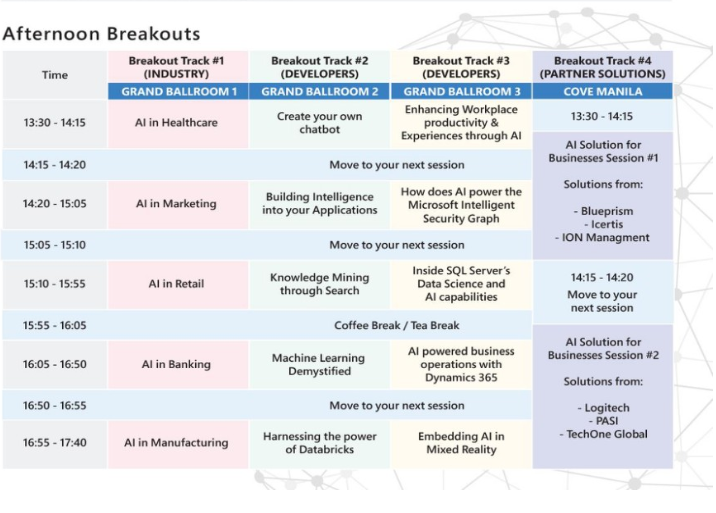 Afternoon Breakouts
Time
Breakout Track #1
(INDUSTRY)
Breakout Track #2
(DEVELOPERS)
Breakout Track #3
(DEVELOPERS)
Breakout Track #4
(PARTNER SOLUTIONS)
GRAND BALLROOM 1
GRAND BALLROOM 2
GRAND BALLROOM 3
COVE MANILA
13:30 - 14:15
AI in Healthcare
Create your own
chatbot
Enhancing Workplace
productivity &
Experiences through AI
14:15 - 14:20
Move to your next session
14:20 - 15:05
AI in Marketing
Building Intelligence
into your Applications
How does AI power the
Microsoft Intelligent
Security Graph
15:05 - 15:10
Move to your next session
15:10 - 15:55
AI in Retail
Knowledge Mining
through Search
Inside SQL Server's
Data Science and
AI capabilities
15:55 - 16:05
Coffee Break / Tea Break
16:05 - 16:50
AI in Banking
Machine Learning
Demystified
AI powered business
operations with
Dynamics 365
16:50 - 16:55
Move to your next session
16:55 - 17:40
AI in Manufacturing
Harnessing the power
of Databricks
Embedding AI in
Mixed Reality
13:30 - 14:15
AI Solution for
Businesses Session #1
Solutions from:
- Blueprism
- Icertis
- ION Managment
14:15 - 14:20
Move to your
next session
AI Solution for
Businesses Session #2
Solutions from:
- Logitech
- PASI
- TechOne Global